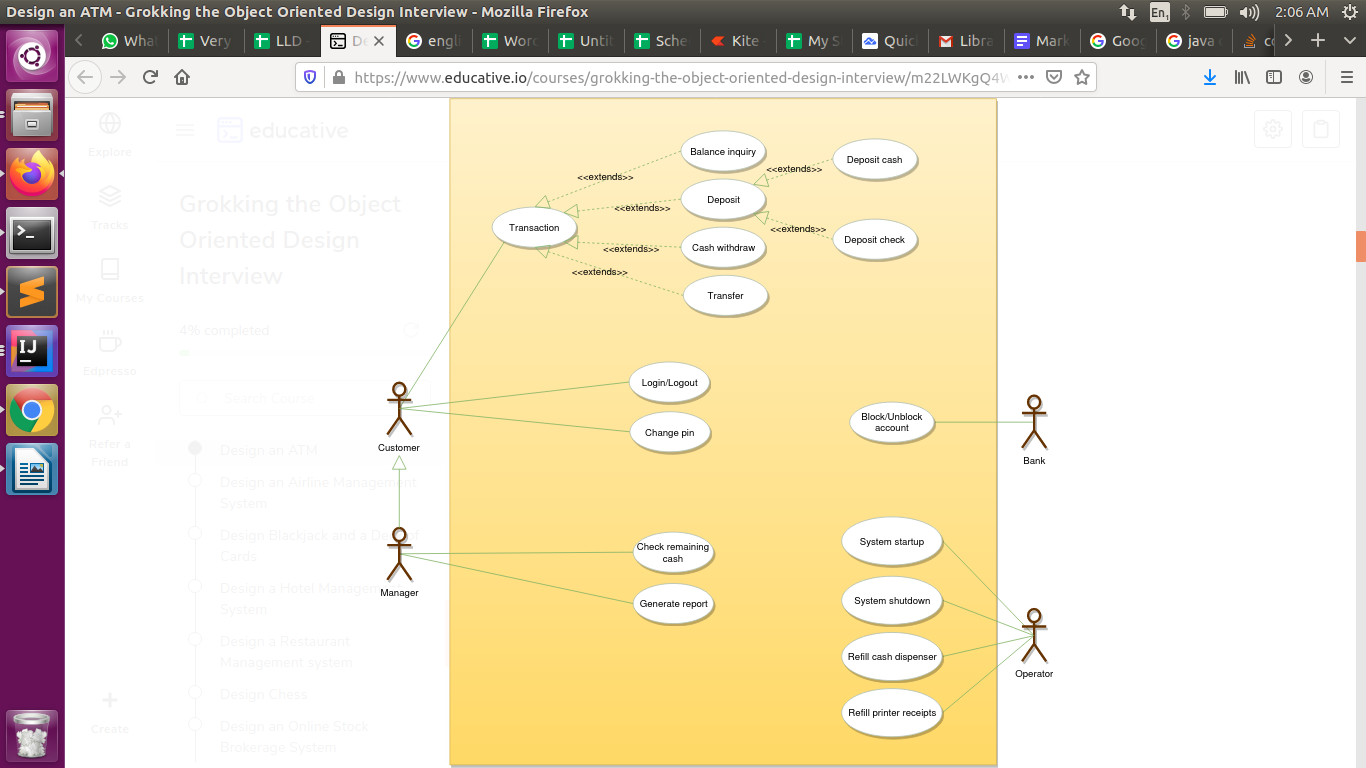 Design an ATM - Grokking the Object Oriented Design Interview - Mozilla Firefox
En
2:06 AM
What
Very
LLD
De
engli
Word
Unti
Sche
Kite
My S
Quic
Libra
Mark
Goog
java
co
https://www.educative.io/courses/grokking-the-object-oriented-design-interview/m22LWKgQ4
educative
Explore
Tracks
My Courses
Edpresso
Refer a
Friend
Create
Grokking the Object
Oriented Design
Interview
4% completed
Search Course
Design an ATM
Design an Airline Management
System
Design Blackjack and a Deck of
Cards
Design a Hotel Management
System
Design a Restaurant
Management system
Design Chess
Design an Online Stock
Brokerage System
Balance inquiry
Deposit cash
<<extends>>
<<extends>>
Deposit
<<extends>>
Transaction
<<extends>>
Deposit check
Cash withdraw
<<extends>>
<<extends>>
Transfer
Login/Logout
Change pin
Customer
Block/Unblock
account
Bank
Check remaining
cash
Generate report
Manager
System startup
System shutdown
Refill cash dispenser
Refill printer receipts
Operator
IJ